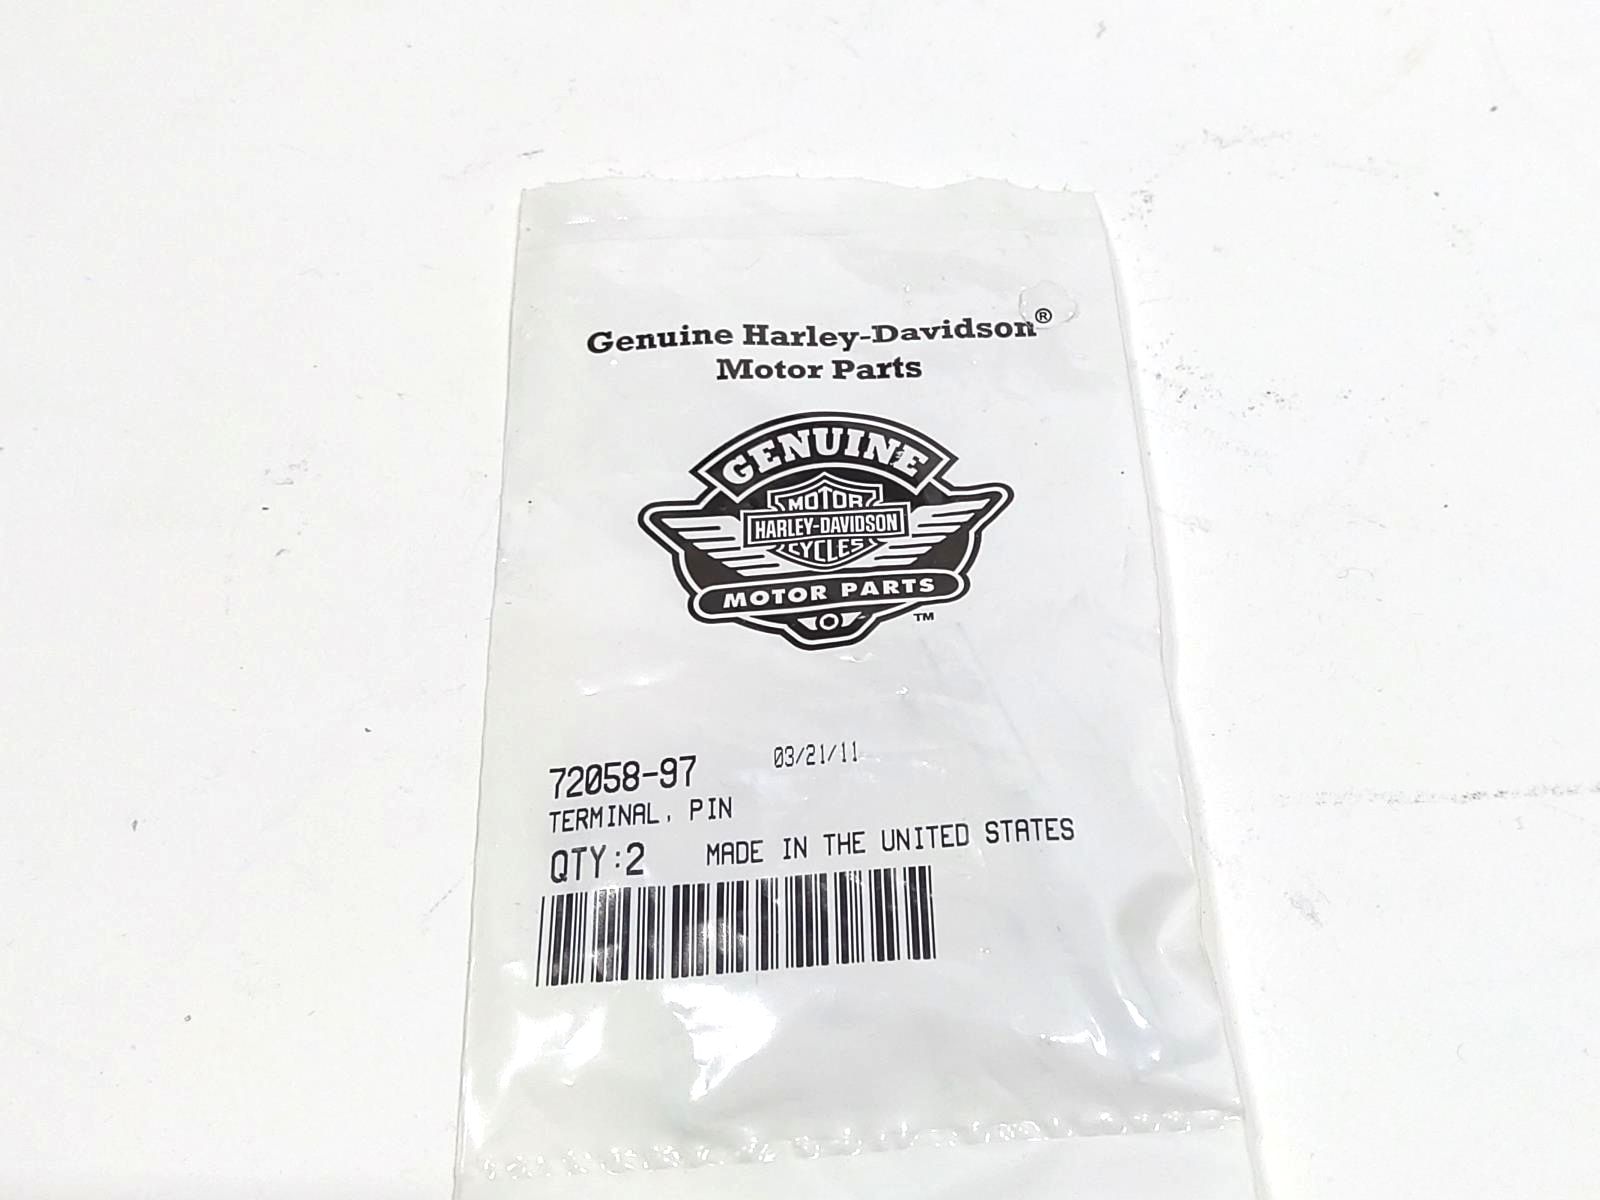 Genuine Harley-Davidson®
Motor Parts
GENUINE
MOTOR
HARLEY-DAVIDSON
CYCLES
MOTOR PARTS
TM
72058-97 03/21/11
TERMINAL, PIN
QTY:2 MADE IN THE UNITED STATES